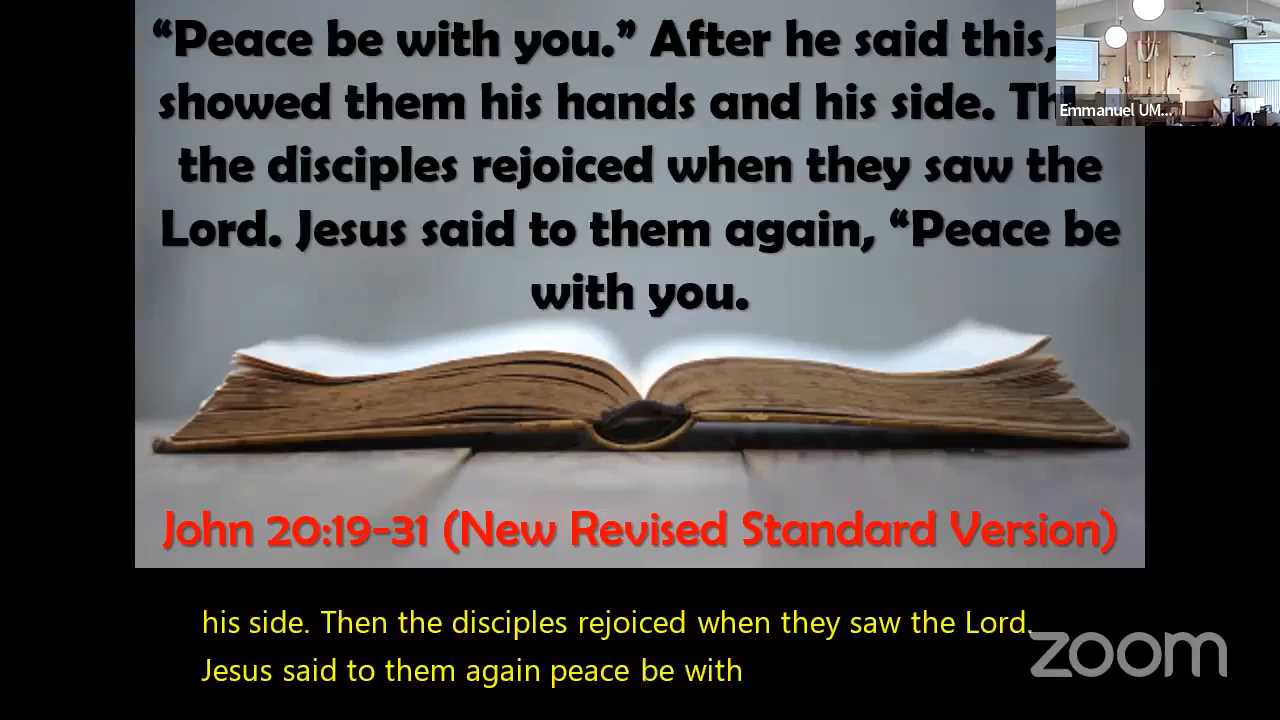 “Peace be with you.” After he said this,
showed them his hands and his side. Th
the disciples rejoiced when they saw the
Lord. Jesus said to them again, “Peace be
with you.
Emmanuel UM...
John 20:19-31 (New Revised Standard Version)
his side. Then the disciples rejoiced when they saw the Lord.
Jesus said to them again peace be with
zoom